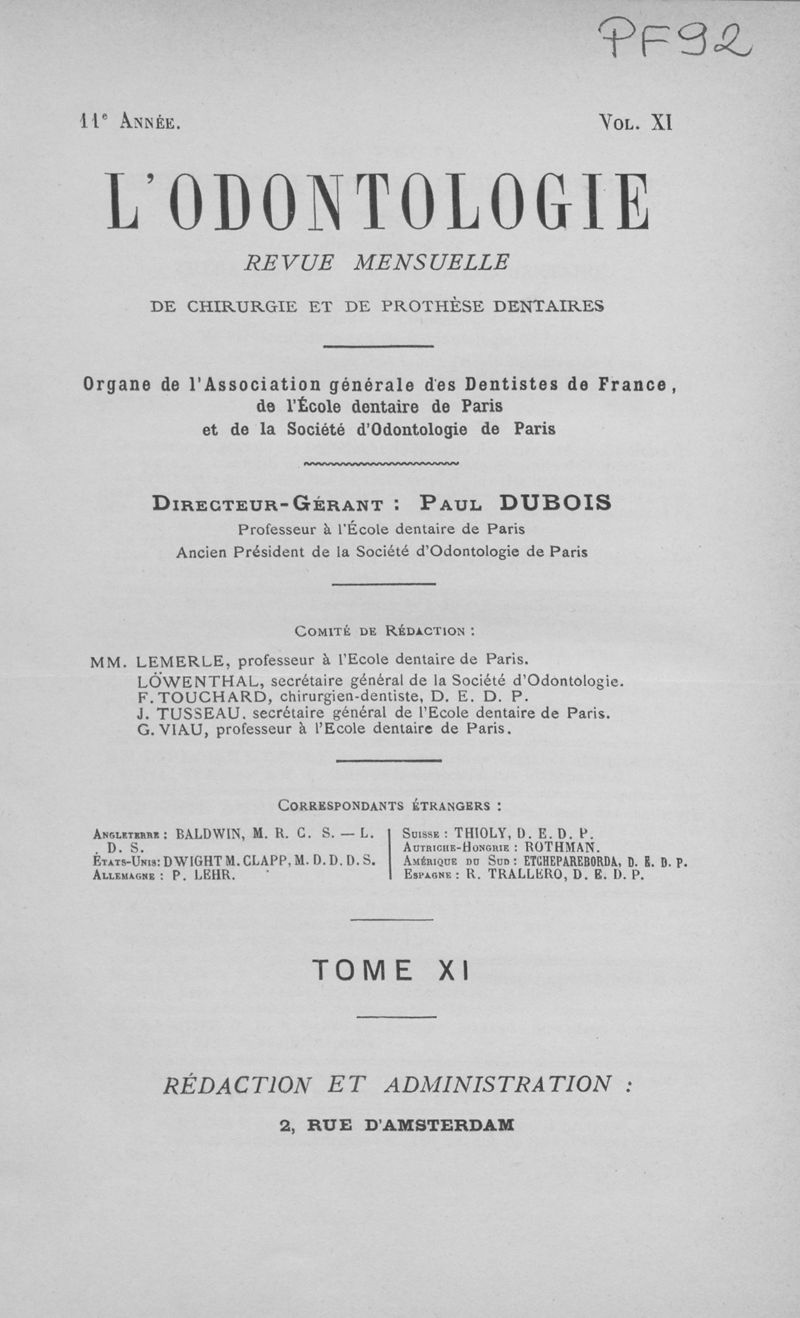 PF92
11e ANNÉE. VOL. XI
L'ODONTOLOGIE
REVUE MENSUELLE
DE CHIRURGIE ET DE PROTHÈSE DENTAIRES
Organe de l'Association générale des Dentistes de France,
de l'École dentaire de Paris
et de la Société d'Odontologie de Paris
DIRECTEUR-GÉRANT : PAUL DUBOIS
Professeur à l'École dentaire de Paris
Ancien Président de la Société d'Odontologie de Paris
COMITÉ DE RÉDACTION :
MM. LEMERLE, professeur à l'Ecole dentaire de Paris.
LÖWENTHAL, secrétaire général de la Société d'Odontologie.
F. TOUCHARD, chirurgien-dentiste, D. E. D. P.
J. TUSSEAU. secrétaire général de l'Ecole dentaire de Paris.
G. VIAU, professeur à l'Ecole dentaire de Paris.
CORRESPONDANTS ÉTRANGERS :
ANGLETERRE : BALDWIN, M. R. C. S. — L.
. D. S.
ÉTATS-UNIS : DWIGHT M. CLAPP, M. D. D. D. S.
ALLEMAGNE : P. LEHR.
SUISSE : THIOLY, D. E. D. P.
AUTRICHE-HONGRIE : ROTHMAN.
AMÉRIQUE DU SUD : ETCHEPAREBORDA, D. E. D. P.
ESPAGNE : R. TRALLERO, D. E. D. P.
TOME XI
RÉDACTION ET ADMINISTRATION :
2, RUE D'AMSTERDAM